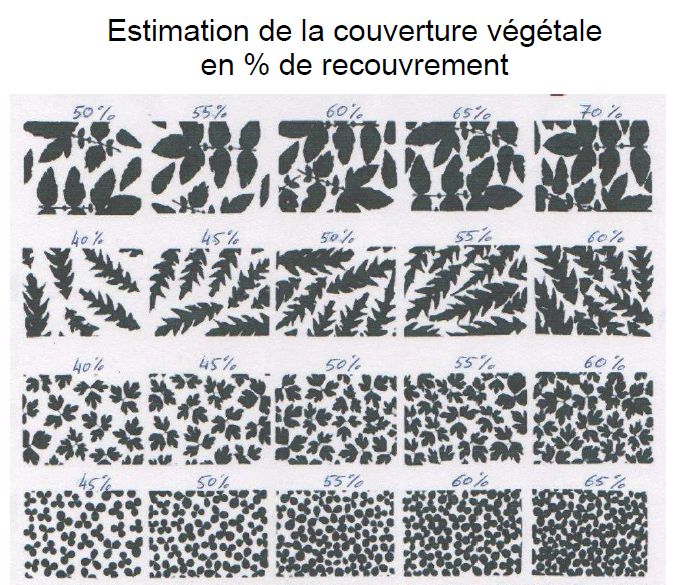 Estimation de la couverture végétale
en % de recouvrement
50% 55% 60% 65% 70%
40% 45% 50% 55% 60%
40% 45% 50% 55% 60%
45% 50% 55% 60% 65%